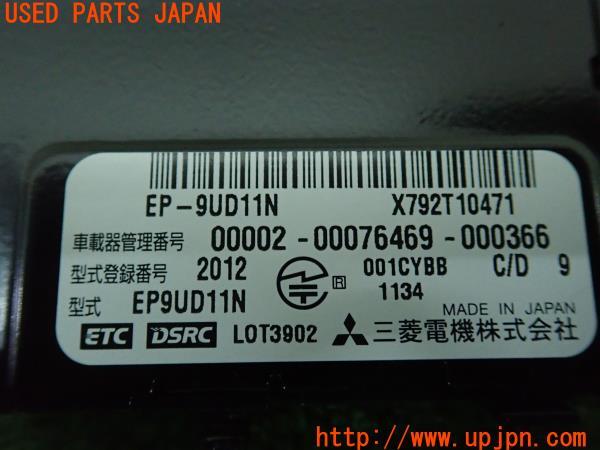 USED PARTS JAPAN
EP-9UD11N X792T10471
車載器管理番号 00002-00076469-000366
型式登録番号 2012 R 001CYBB C/D 9
型式 EP9UD11N 1134
MADE IN JAPAN
ETC DSRC LOT3902 三菱電機株式会社
http://www.upjpn.com/